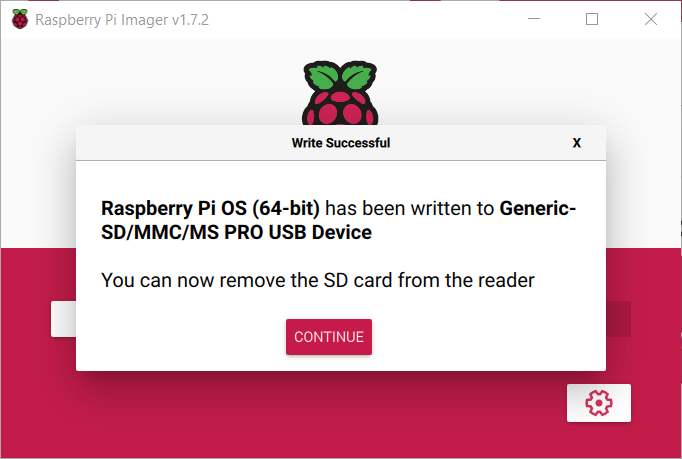 Raspberry Pi Imager v1.7.2
Write Successful
X
Raspberry Pi OS (64-bit) has been written to Generic-
SD/MMC/MS PRO USB Device
You can now remove the SD card from the reader
CONTINUE